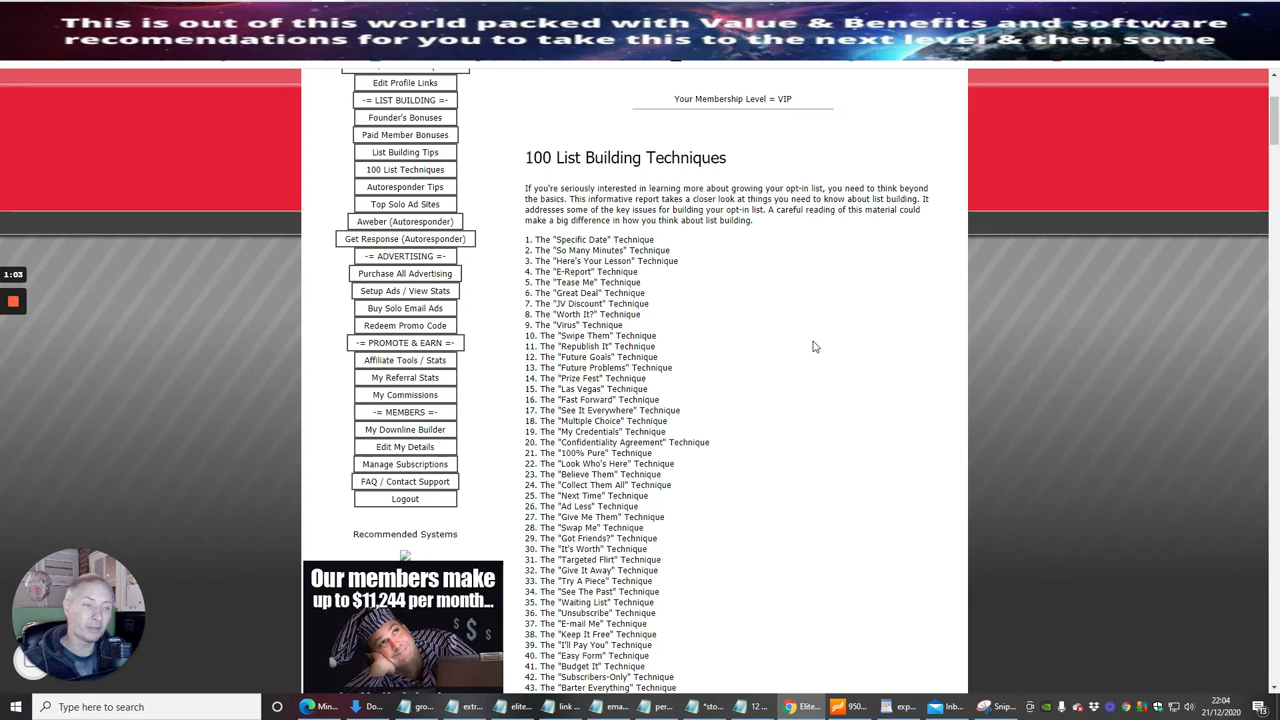 This is out of this world packed with Value & Benefits and software
recomendations for you to take this to the next level & then some
Edit Profile Links
-= LIST BUILDING =-
Founder's Bonuses
Paid Member Bonuses
List Building Tips
100 List Techniques
Autoresponder Tips
Top Solo Ad Sites
Aweber (Autoresponder)
Get Response (Autoresponder)
-= ADVERTISING =-
Purchase All Advertising
Setup Ads / View Stats
Buy Solo Email Ads
Redeem Promo Code
-= PROMOTE & EARN =-
Affiliate Tools / Stats
My Referral Stats
My Commissions
-= MEMBERS =-
My Downline Builder
Edit My Details
Manage Subscriptions
FAQ / Contact Support
Logout
Recommended Systems
Our members make
up to $11,244 per month...
Your Membership Level = VIP
100 List Building Techniques
If you're seriously interested in learning more about growing your opt-in list, you need to think beyond
the basics. This informative report takes a closer look at things you need to know about list building. It
addresses some of the key issues for building your opt-in list. A careful reading of this material could
make a big difference in how you think about list building.
1. The "Specific Date" Technique
2. The "So Many Minutes" Technique
3. The "Here's Your Lesson" Technique
4. The "E-Report" Technique
5. The "Tease Me" Technique
6. The "Great Deal" Technique
7. The "JV Discount" Technique
8. The "Worth It?" Technique
9. The "Virus" Technique
10. The "Swipe Them" Technique
11. The "Republish It" Technique
12. The "Future Goals" Technique
13. The "Future Problems" Technique
14. The "Prize Fest" Technique
15. The "Las Vegas" Technique
16. The "Fast Forward" Technique
17. The "See It Everywhere" Technique
18. The "Multiple Choice" Technique
19. The "My Credentials" Technique
20. The "Confidentiality Agreement" Technique
21. The "100% Pure" Technique
22. The "Look Who's Here" Technique
23. The "Believe Them" Technique
24. The "Collect Them All" Technique
25. The "Next Time" Technique
26. The "Ad Less" Technique
27. The "Give Me Them" Technique
28. The "Swap Me" Technique
29. The "Got Friends?" Technique
30. The "It's Worth" Technique
31. The "Targeted Flirt" Technique
32. The "Give It Away" Technique
33. The "Try A Piece" Technique
34. The "See The Past" Technique
35. The "Waiting List" Technique
36. The "Unsubscribe" Technique
37. The "E-mail Me" Technique
38. The "Keep It Free" Technique
39. The "I'll Pay You" Technique
40. The "Easy Form" Technique
41. The "Budget It" Technique
42. The "Subscribers-Only" Technique
43. The "Barter Everything" Technique
1:03
Type here to search
Min...
Do...
gro...
extr...
elite...
link ...
ema...
per...
*sto...
12 ...
Elite...
950...
exp...
Inb...
Snip...
22:04
21/12/2020